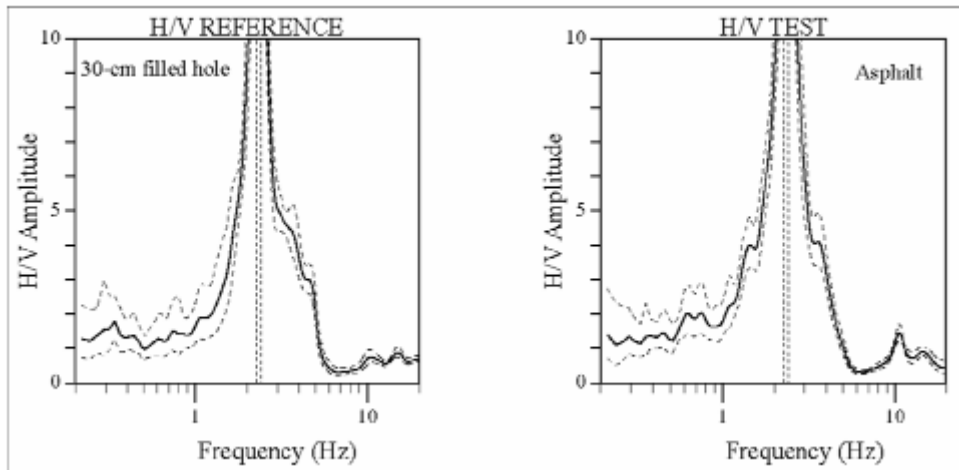 H/V REFERENCE
10
30-cm filled hole
5
0
H/V Amplitude
1
10
Frequency (Hz)
H/V TEST
10
Asphalt
5
0
H/V Amplitude
1
10
Frequency (Hz)